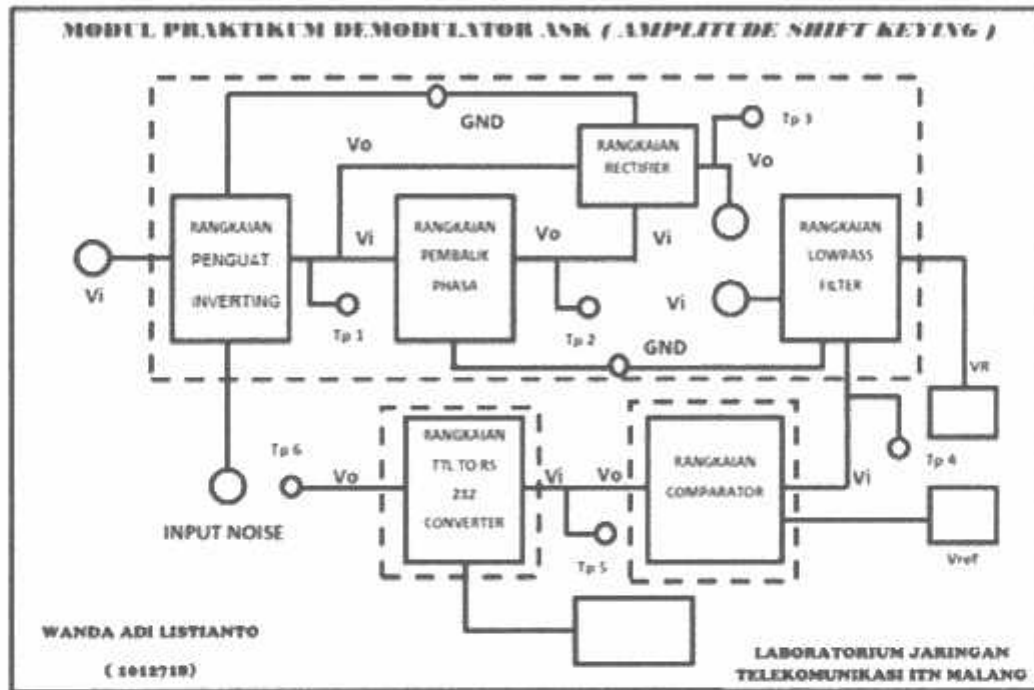 MODUL PRAKTIKUM DEMODULATOR ASK ( AMPLITUDE SHIFT KEYING )
GND
Tp 3
Vo
RANGKAIAN
RECTIFIER
Vo
RANGKAIAN
PENGUAT
INVERTING
Vi
RANGKAIAN
PEMBALIK
PHASA
Vo
Vi
RANGKAIAN
LOWPASS
FILTER
Vi
Vi
Tp 1
Tp 2
GND
VR
Tp 6
Vo
RANGKAIAN
TTL TO RS
232
CONVERTER
Vi
Vo
RANGKAIAN
COMPARATOR
Vi
Tp 4
INPUT NOISE
Tp 5
Vref
WANDA ADI LISTIANTO
( 1012718)
LABORATORIUM JARINGAN
TELEKOMUNIKASI ITN MALANG